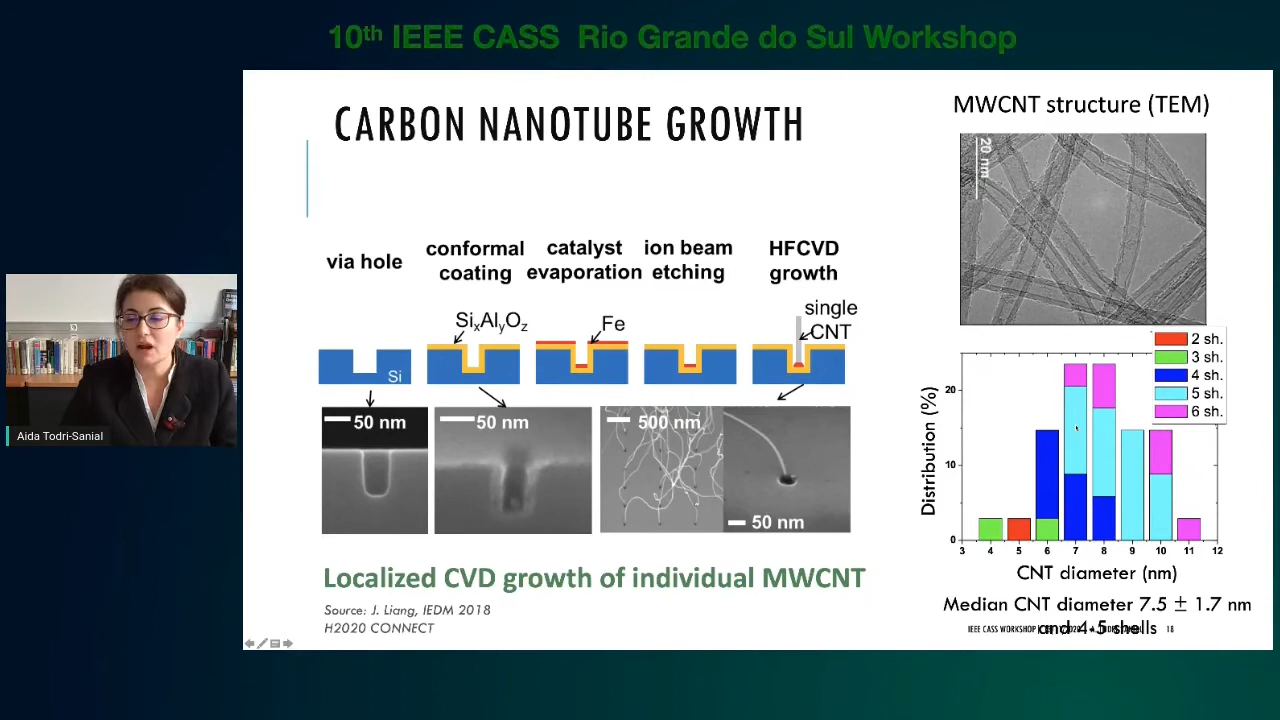 10th IEEE CASS Rio Grande do Sul Workshop
CARBON NANOTUBE GROWTH
MWCNT structure (TEM)
20 nm
via hole
conformal
coating
catalyst
evaporation
ion beam
etching
HFCVD
growth
SixAlyOz
Fe
single
CNT
Si
50 nm
50 nm
500 nm
50 nm
2 sh.
3 sh.
4 sh.
5 sh.
6 sh.
Distribution (%)
20
10
0
3 4 5 6 7 8 9 10 11 12
CNT diameter (nm)
Median CNT diameter 7.5 ± 1.7 nm
and 4-5 shells
Localized CVD growth of individual MWCNT
Source: J. Liang, IEDM 2018
H2020 CONNECT
IEEE CASS WORKSHOP
18
Aida Todri-Sanial